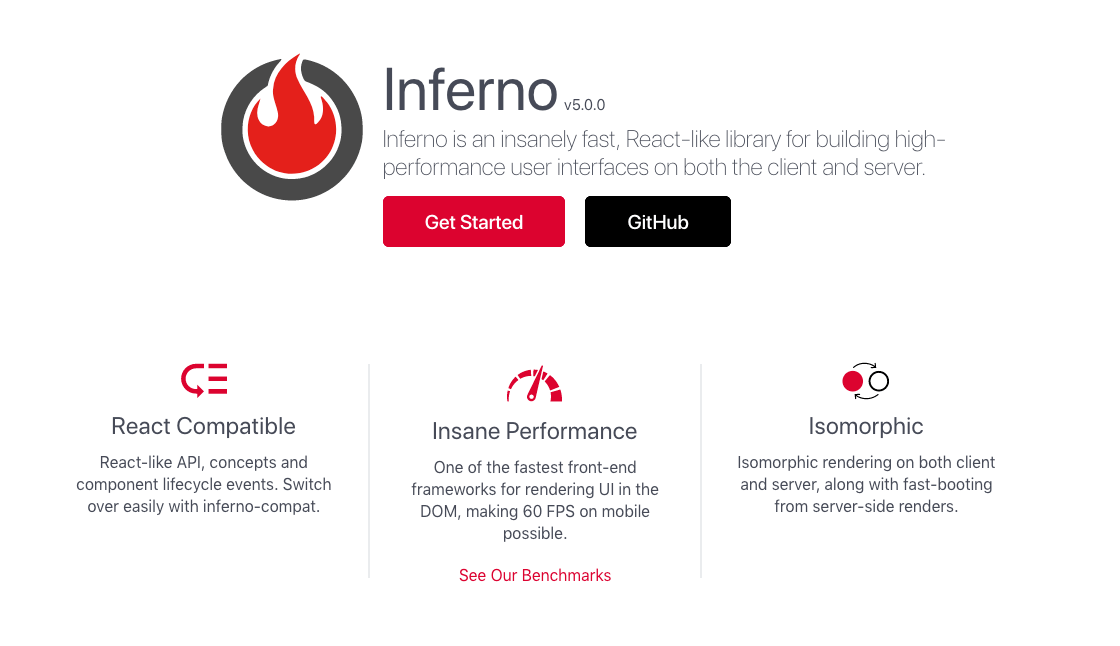 Inferno v5.0.0
Inferno is an insanely fast, React-like library for building high-
performance user interfaces on both the client and server.
Get Started
GitHub
React Compatible
React-like API, concepts and
component lifecycle events. Switch
over easily with inferno-compat.
Insane Performance
One of the fastest front-end
frameworks for rendering UI in the
DOM, making 60 FPS on mobile
possible.
See Our Benchmarks
Isomorphic
Isomorphic rendering on both client
and server, along with fast-booting
from server-side renders.